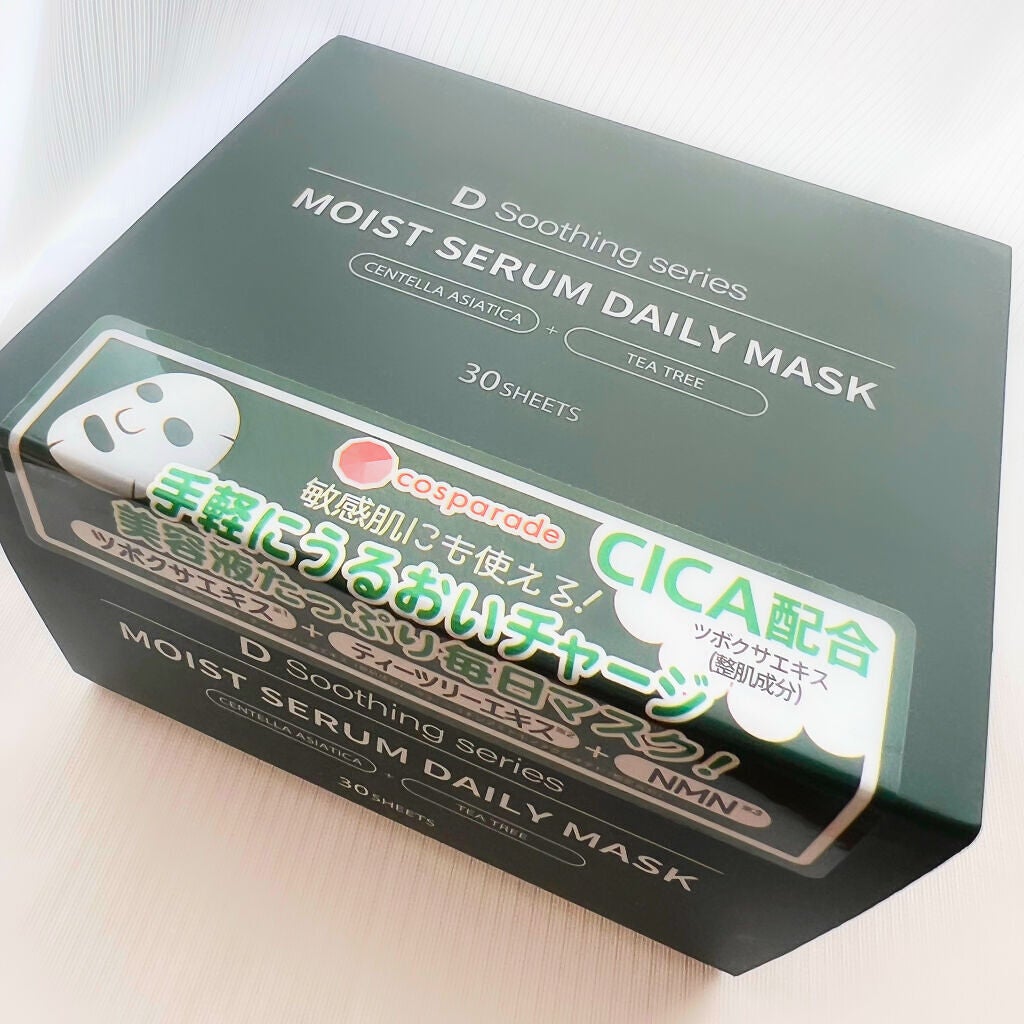 D Soothing series
MOIST SERUM DAILY MASK
CENTELLA ASIATICA + TEA TREE
30 SHEETS
cosparade
敏感肌にも使える!
手軽にうるおいチャージ
美容液たっぷり毎日マスク!
ツボクサエキス※1 + ティーツリーエキス※2 + NMN※3
CICA配合
ツボクサエキス
(整肌成分)
D Soothing series
MOIST SERUM DAILY MASK
CENTELLA ASIATICA + TEA TREE
30 SHEETS